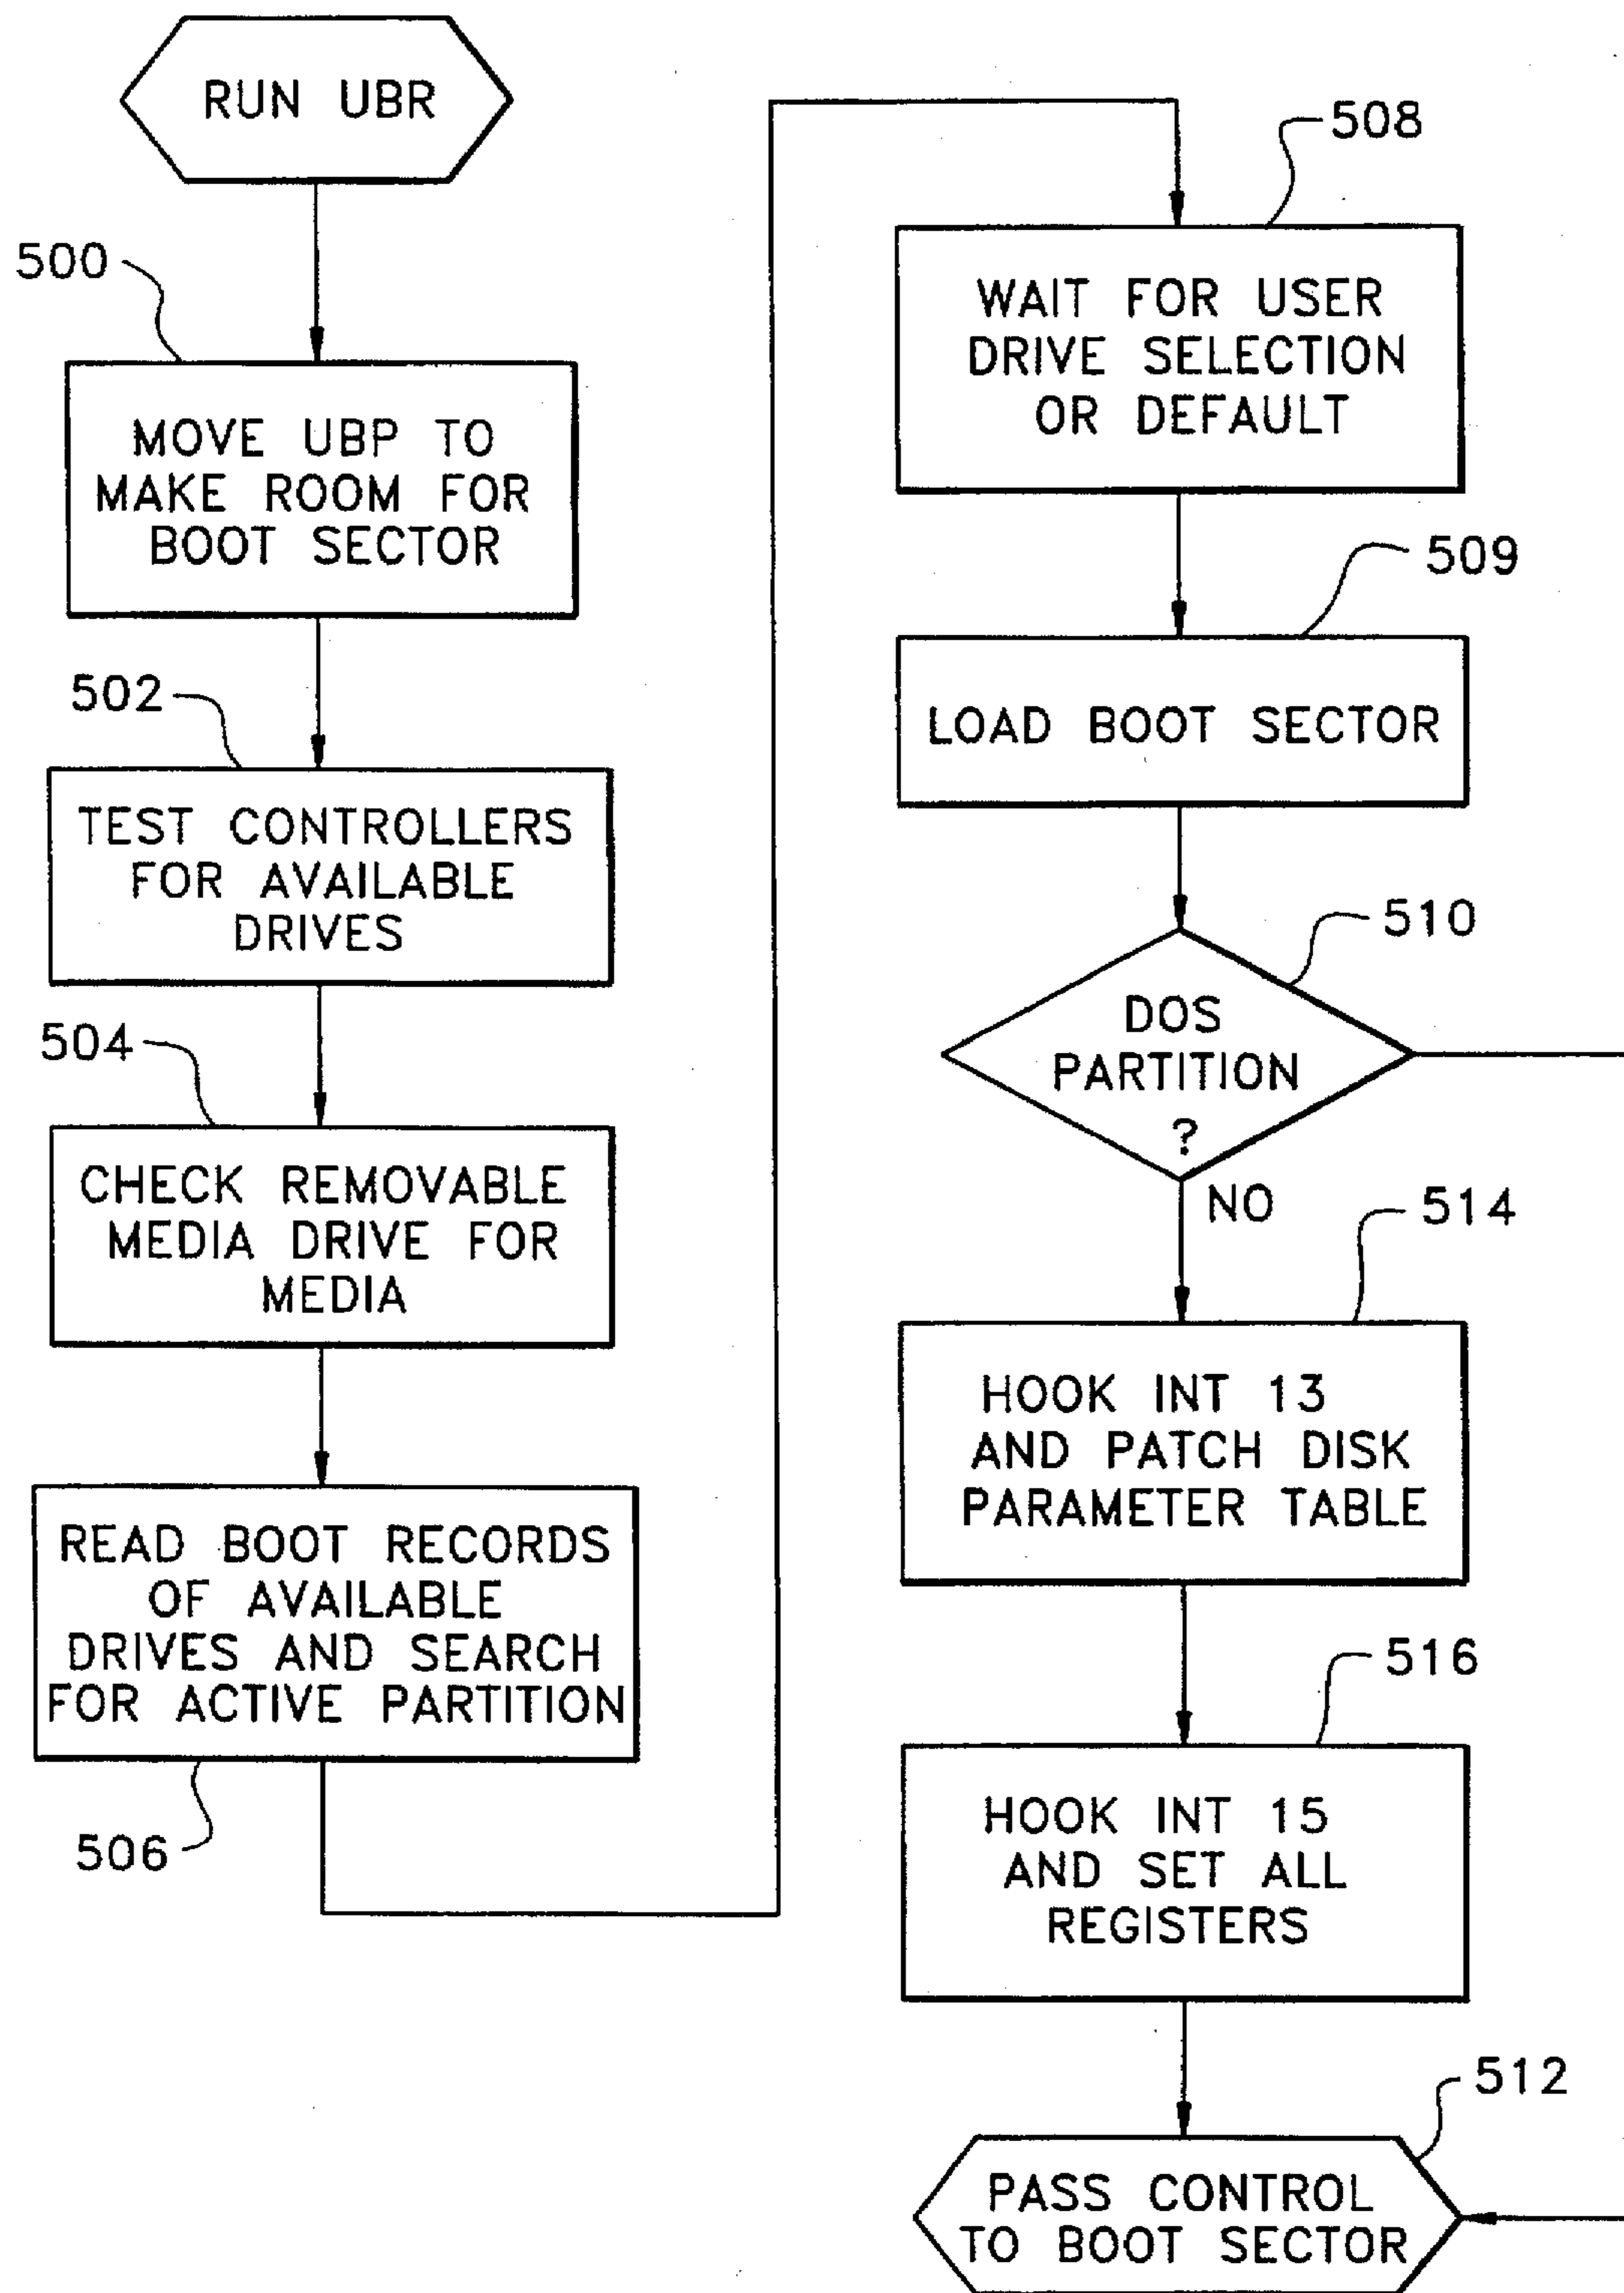 RUN UBR
500
MOVE UBP TO
MAKE ROOM FOR
BOOT SECTOR
502
TEST CONTROLLERS
FOR AVAILABLE
DRIVES
504
CHECK REMOVABLE
MEDIA DRIVE FOR
MEDIA
READ BOOT RECORDS
OF AVAILABLE
DRIVES AND SEARCH
FOR ACTIVE PARTITION
506
508
WAIT FOR USER
DRIVE SELECTION
OR DEFAULT
509
LOAD BOOT SECTOR
510
DOS
PARTITION
?
NO
514
HOOK INT 13
AND PATCH DISK
PARAMETER TABLE
516
HOOK INT 15
AND SET ALL
REGISTERS
512
PASS CONTROL
TO BOOT SECTOR